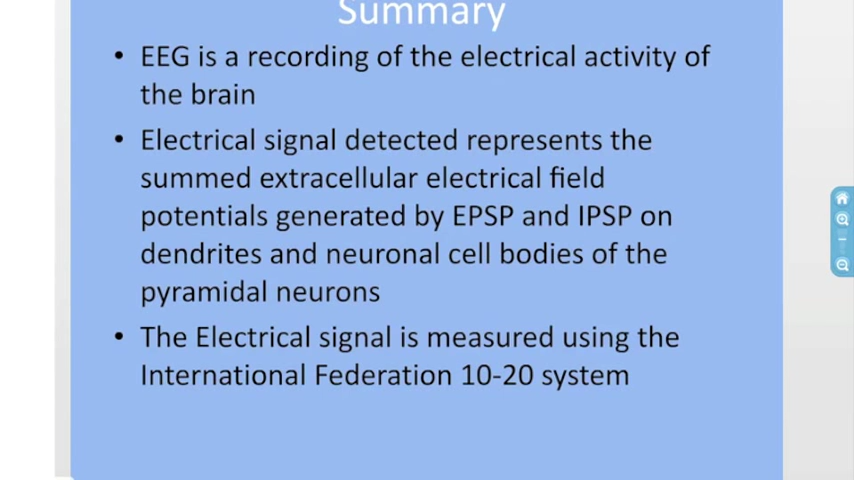 Summary
• EEG is a recording of the electrical activity of
the brain
• Electrical signal detected represents the
summed extracellular electrical field
potentials generated by EPSP and IPSP on
dendrites and neuronal cell bodies of the
pyramidal neurons
• The Electrical signal is measured using the
International Federation 10-20 system